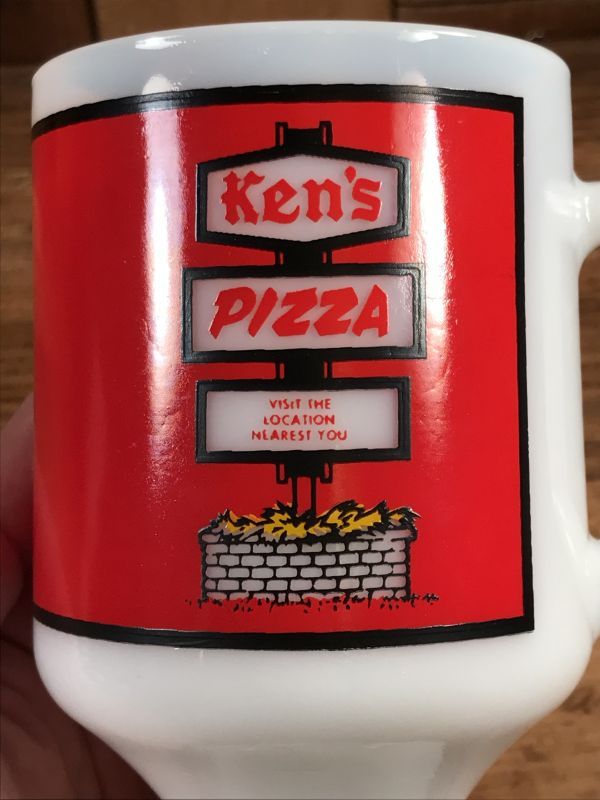 Ken's
PIZZA
VISIT THE
LOCATION
NEAREST YOU